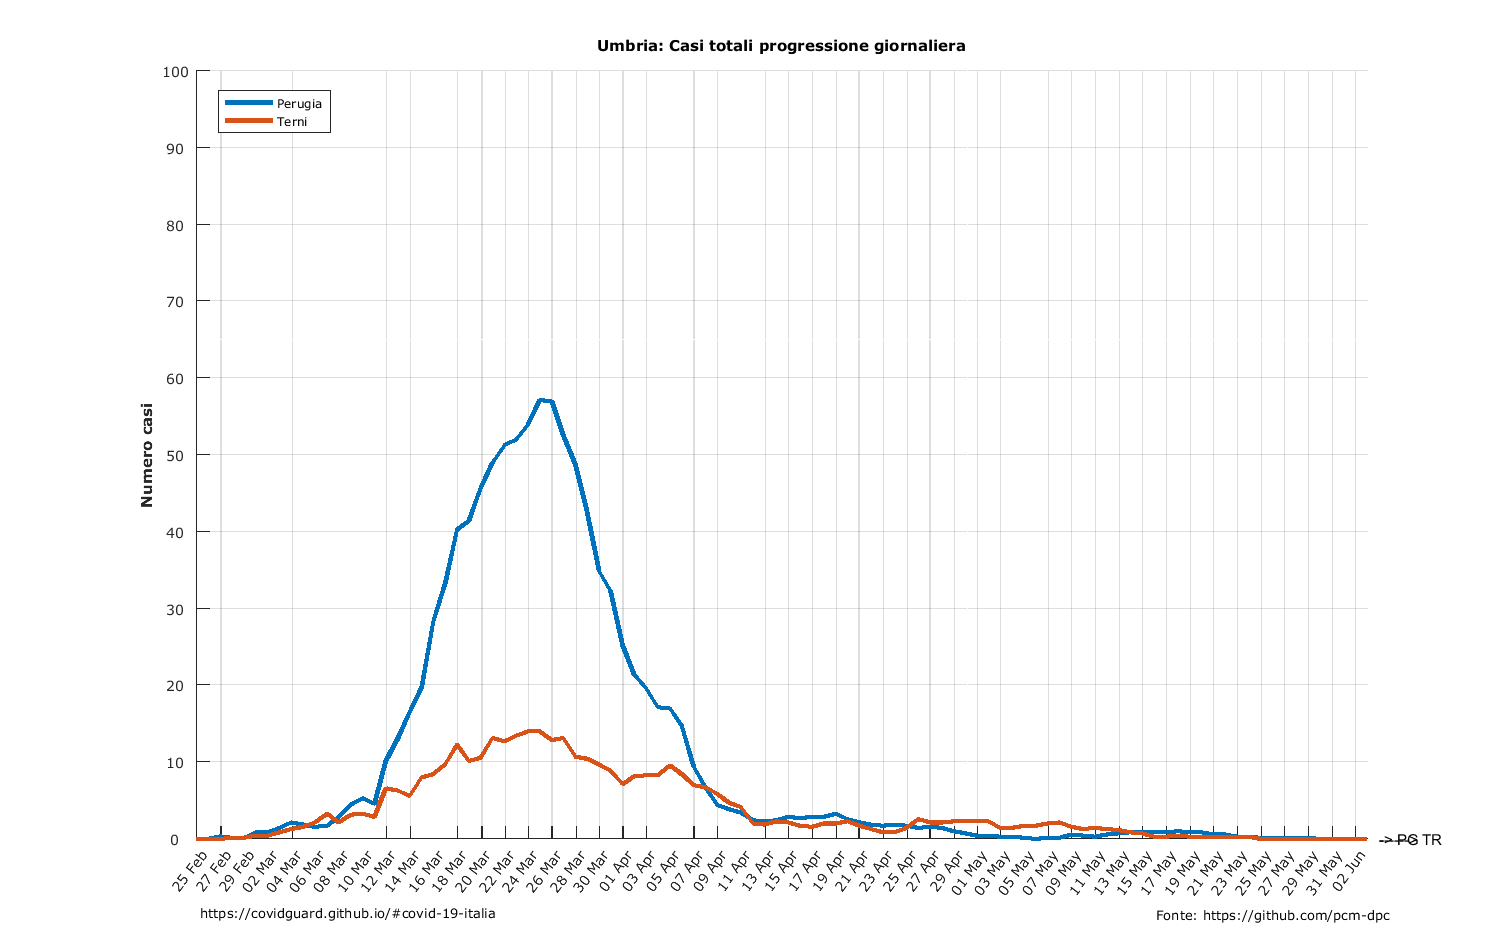 Umbria: Casi totali progressione giornaliera
100
90
80
70
60
50
40
30
20
10
0
Perugia
Terni
Numero casi
25 Feb
27 Feb
29 Feb
02 Mar
04 Mar
06 Mar
08 Mar
10 Mar
12 Mar
14 Mar
16 Mar
18 Mar
20 Mar
22 Mar
24 Mar
26 Mar
28 Mar
30 Mar
01 Apr
03 Apr
05 Apr
07 Apr
09 Apr
11 Apr
13 Apr
15 Apr
17 Apr
19 Apr
21 Apr
23 Apr
25 Apr
27 Apr
29 Apr
01 May
03 May
05 May
07 May
09 May
11 May
13 May
15 May
17 May
19 May
21 May
23 May
25 May
27 May
29 May
31 May
02 Jun
-> PG TR
https://covidguard.github.io/#covid-19-italia
Fonte: https://github.com/pcm-dpc